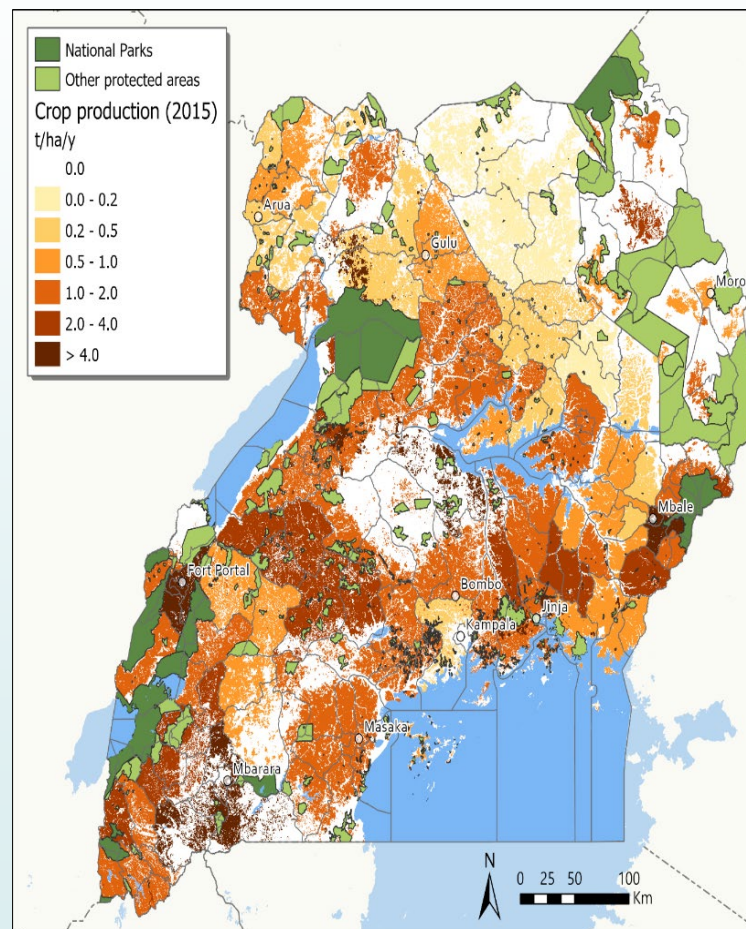 National Parks
Other protected areas
Crop production (2015)
t/ha/y
0.0
0.0 - 0.2
0.2 - 0.5
0.5 - 1.0
1.0 - 2.0
2.0 - 4.0
> 4.0
Arua
Gulu
Moro
Mbale
Fort Portal
Bombo
Jinja
Kampala
Masaka
Mbarara
N
0 25 50 100
Km